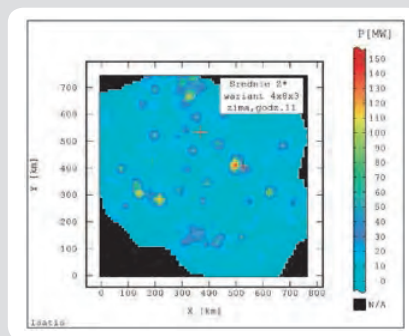 P[MW]
150
140
130
120
110
100
90
80
70
60
50
40
30
20
10
0
N/A
Średnie Z*
wariant 4x8x3
zima,godz.11
700
600
500
400
300
200
100
0
Y [km]
0 100 200 300 400 500 600 700 800
X [km]
Isatis